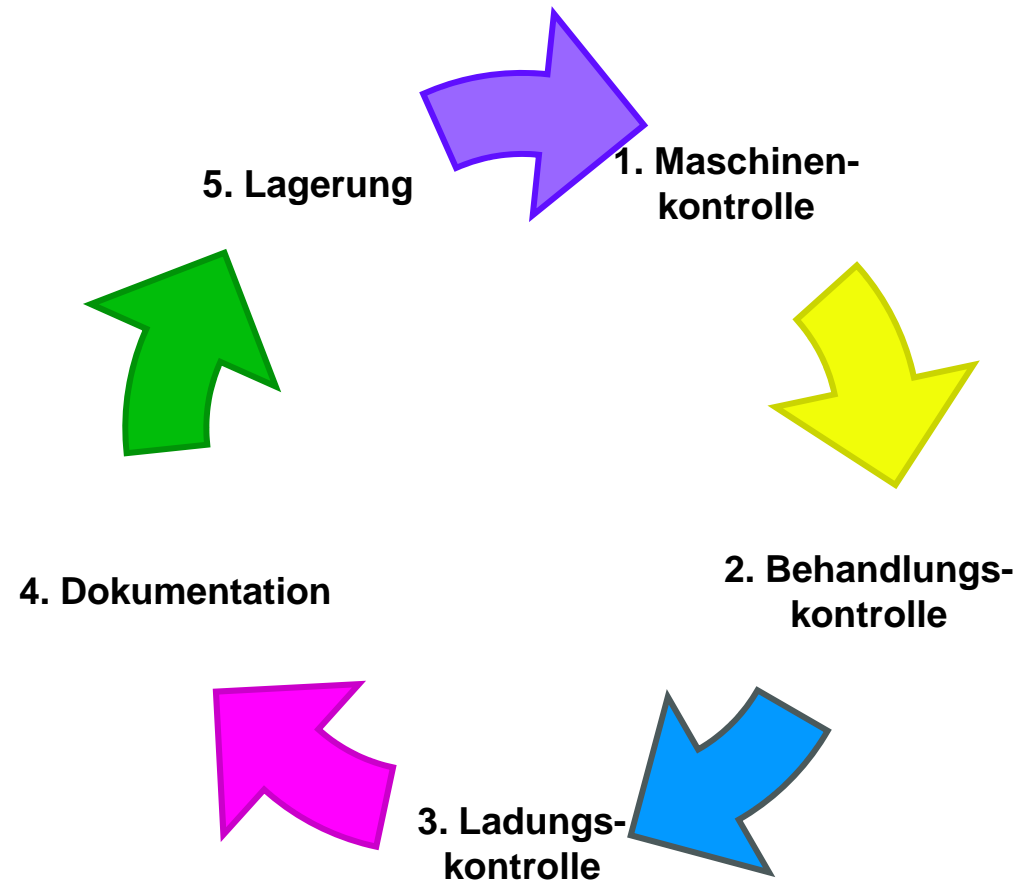 1. Maschinen-
kontrolle
2. Behandlungs-
kontrolle
3. Ladungs-
kontrolle
4. Dokumentation
5. Lagerung